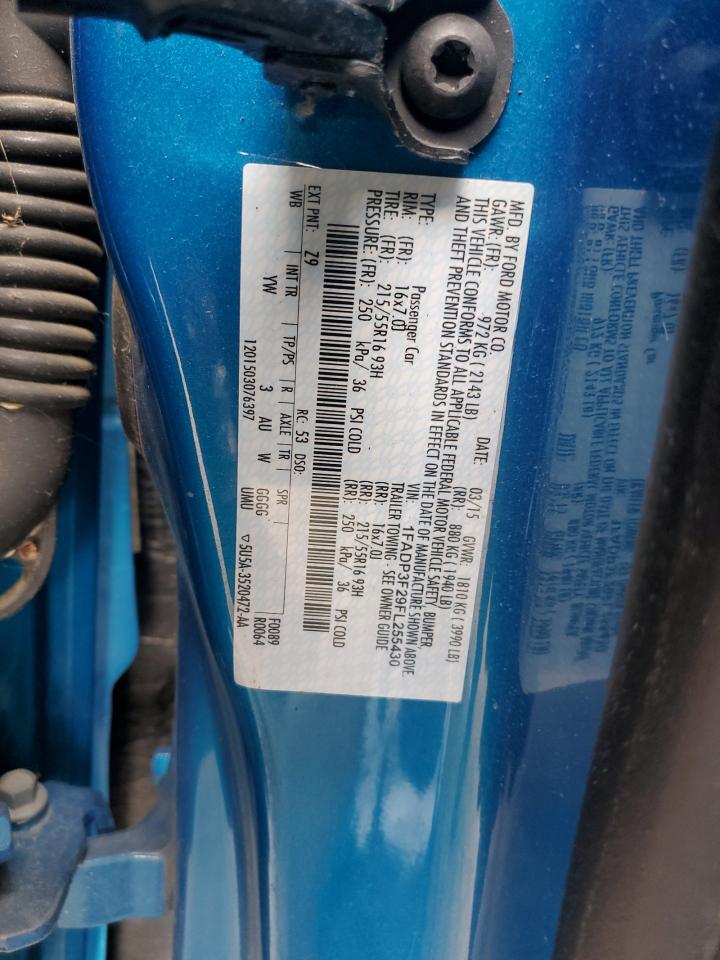 MFD. BY FORD MOTOR CO.
DATE: 03/15 GVWR: 1810 KG ( 3990 LB)
GAWR: (FR): 972 KG ( 2143 LB) (RR): 880 KG ( 1940 LB)
THIS VEHICLE CONFORMS TO ALL APPLICABLE FEDERAL MOTOR VEHICLE SAFETY, BUMPER,
AND THEFT PREVENTION STANDARDS IN EFFECT ON THE DATE OF MANUFACTURE SHOWN ABOVE.
VIN: 1FADP3F29FL255430
TYPE: Passenger Car TRAILER TOWING - SEE OWNER GUIDE
RIM: (FR): 16x7.0J (RR): 16x7.0J
TIRE: (FR): 215/55R16 93H (RR): 215/55R16 93H
PRESSURE: (FR): 250 kPa/ 36 PSI COLD (RR): 250 kPa/ 36 PSI COLD
EXT PNT: Z9 RC: 53 DSO: F0089
WB INT TR TP/PS R AXLE TR SPR R0064
YW 3 AU W GGGG
1201503076397 UMU ▽ 5U5A-3520472-AA